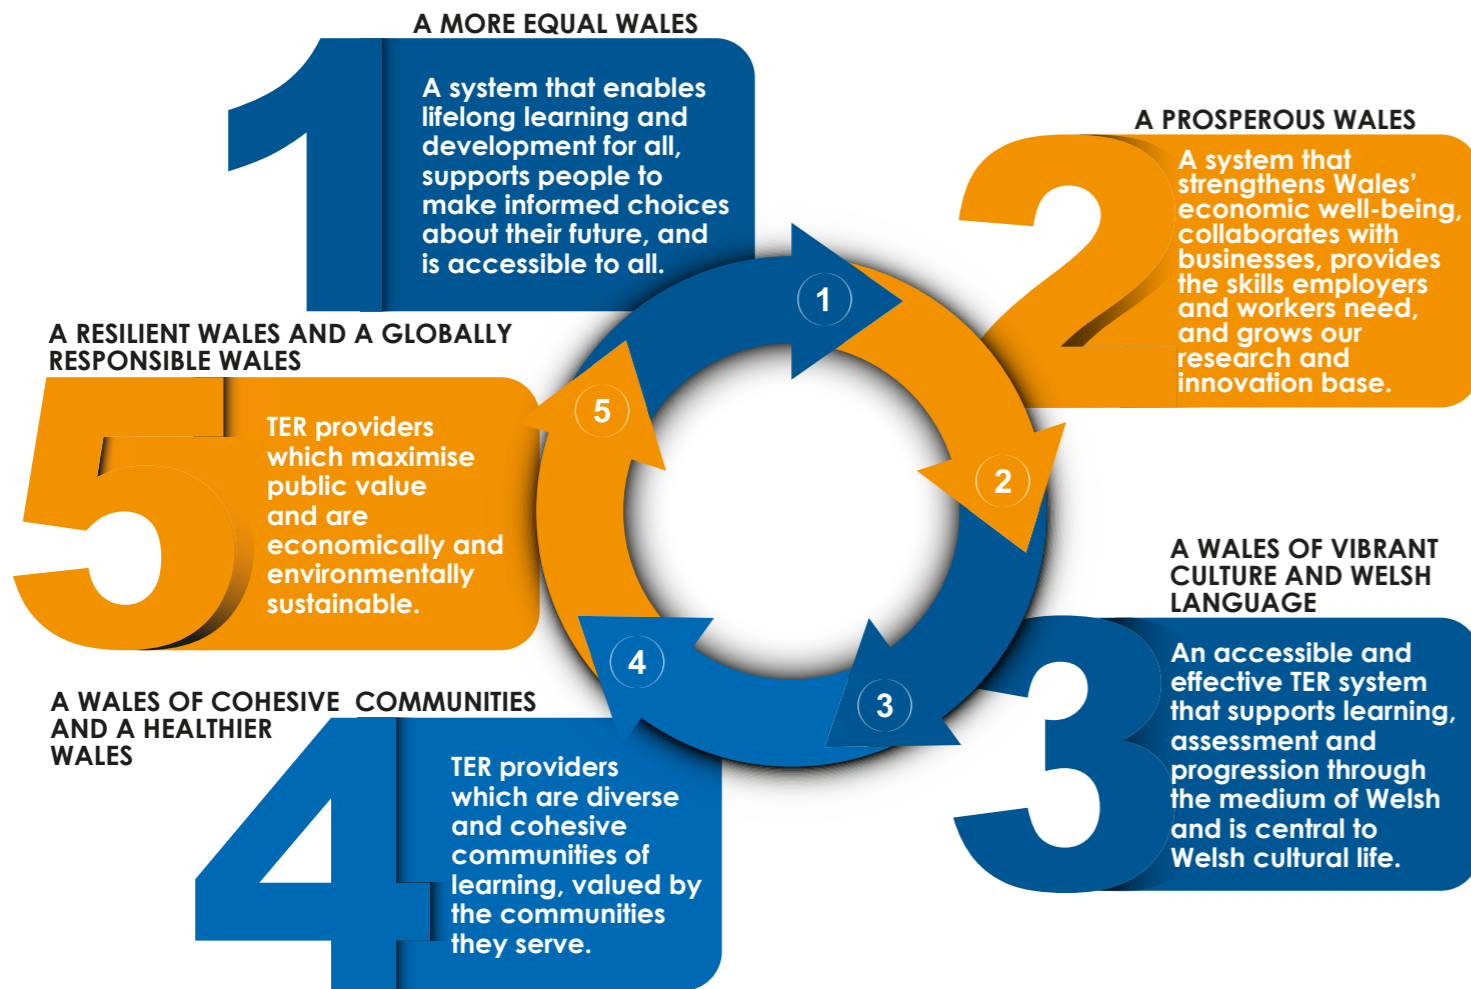 A MORE EQUAL WALES
1
A system that enables
lifelong learning and
development for all,
supports people to
make informed choices
about their future, and
is accessible to all.
A PROSPEROUS WALES
2
A system that
strengthens Wales’
economic well-being,
collaborates with
businesses, provides
the skills employers
and workers need,
and grows our
research and
innovation base.
A WALES OF VIBRANT
CULTURE AND WELSH
LANGUAGE
3
An accessible and
effective TER system
that supports learning,
assessment and
progression through
the medium of Welsh
and is central to
Welsh cultural life.
A WALES OF COHESIVE COMMUNITIES
AND A HEALTHIER
WALES
4
TER providers
which are diverse
and cohesive
communities of
learning, valued by
the communities
they serve.
A RESILIENT WALES AND A GLOBALLY
RESPONSIBLE WALES
5
TER providers
which maximise
public value
and are
economically and
environmentally
sustainable.
1
2
3
4
5